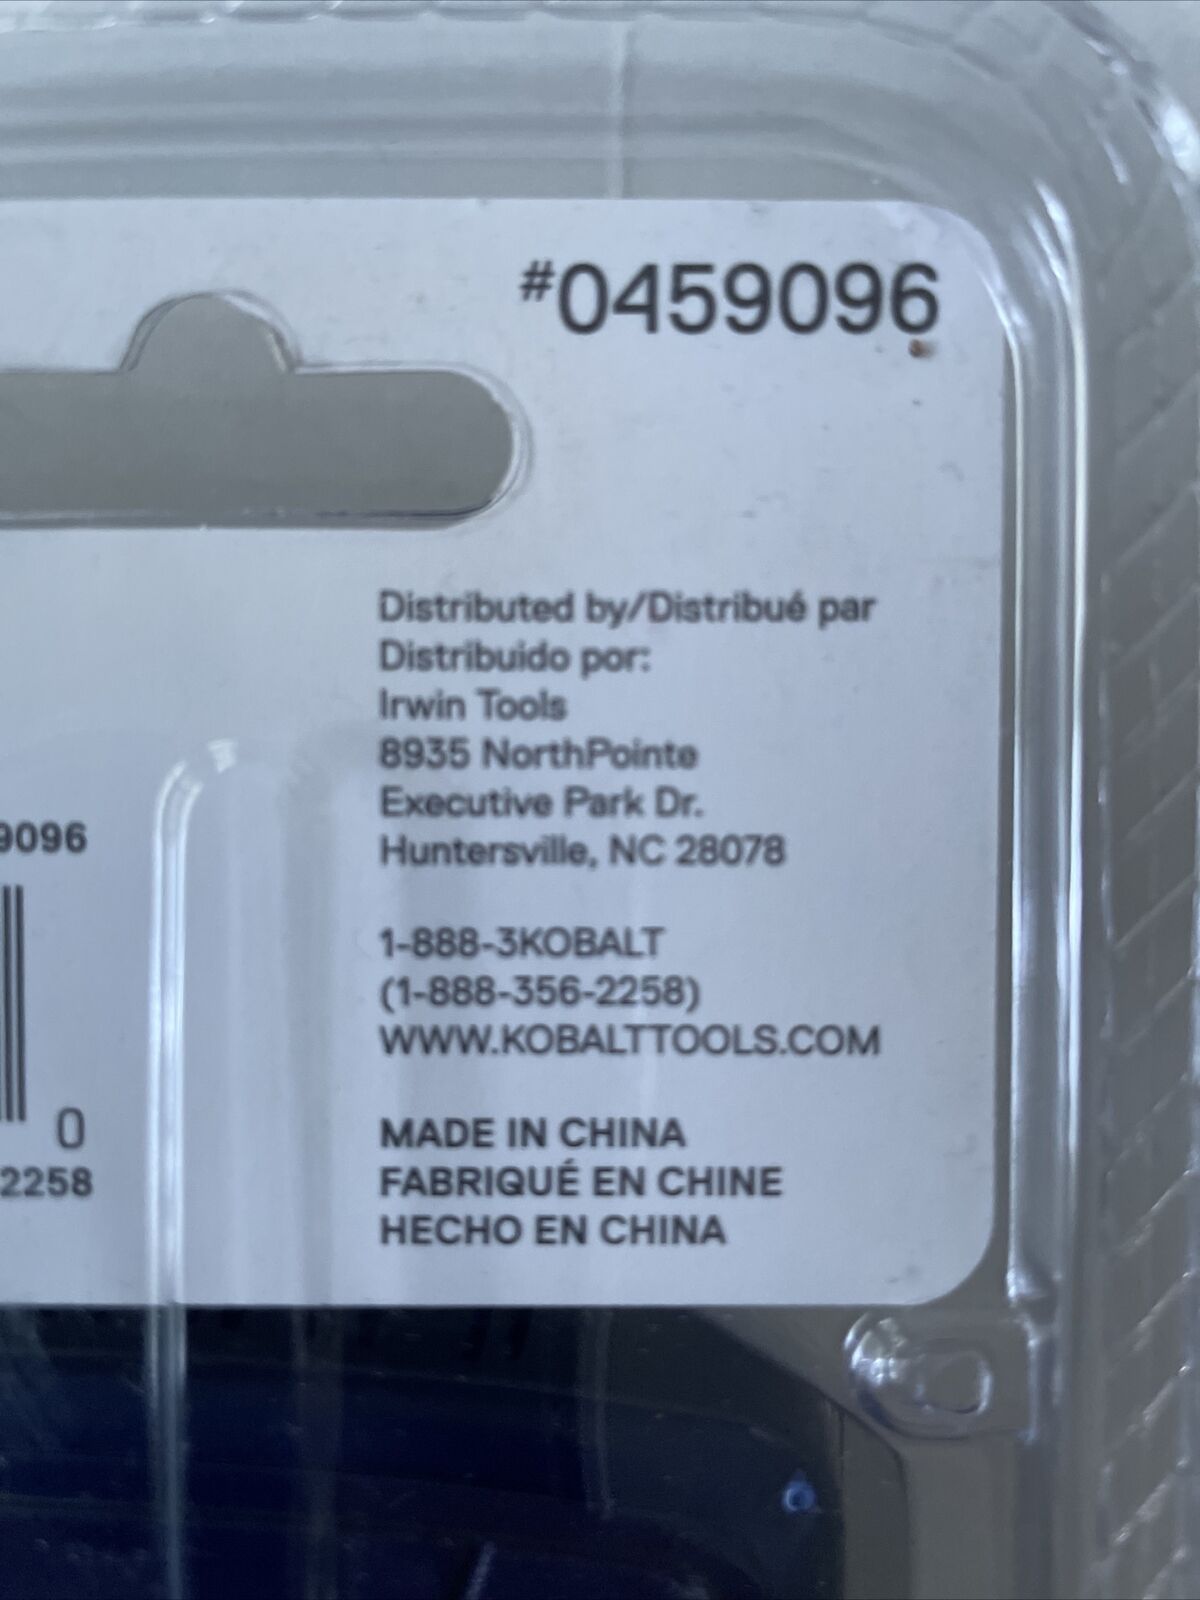 #0459096
Distributed by/Distribué par
Distribuido por:
Irwin Tools
8935 NorthPointe
Executive Park Dr.
Huntersville, NC 28078
1-888-3KOBALT
(1-888-356-2258)
WWW.KOBALTTOOLS.COM
MADE IN CHINA
FABRIQUÉ EN CHINE
HECHO EN CHINA
9096
0
2258